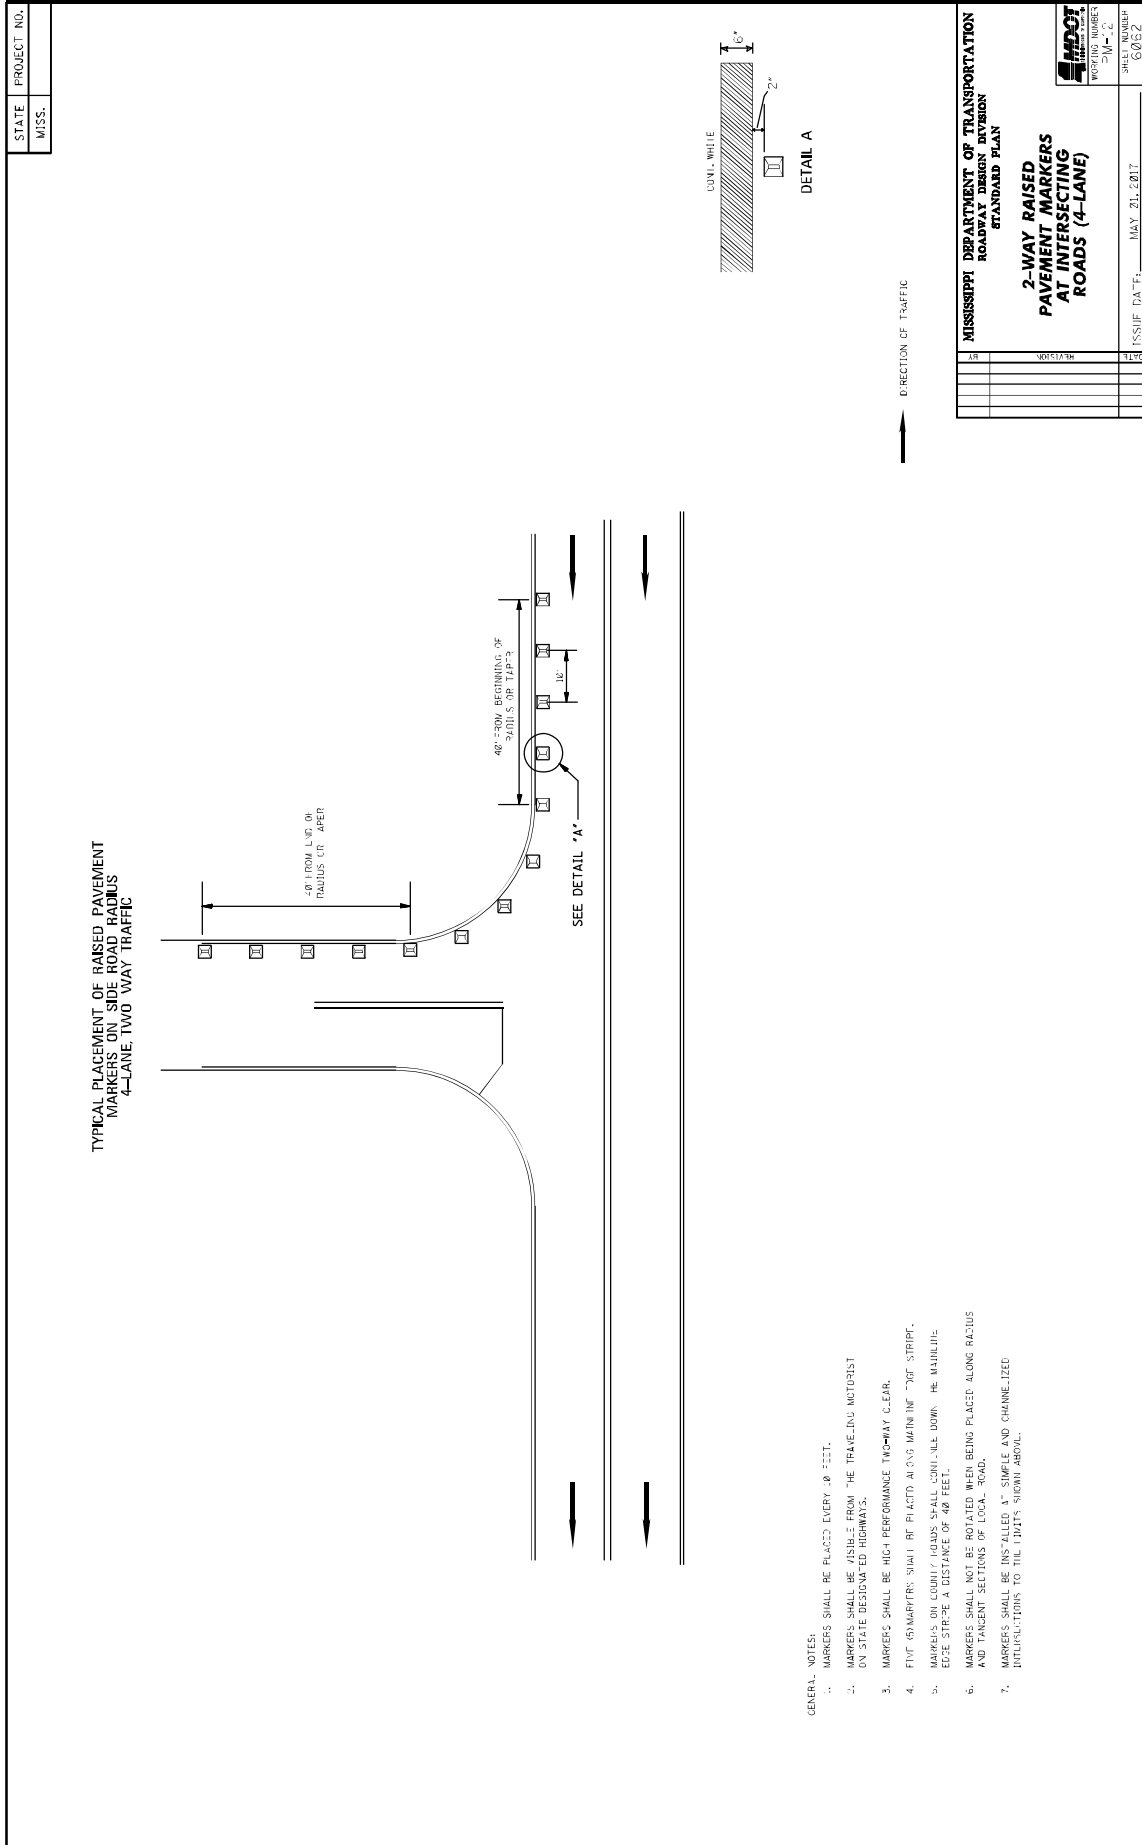 STATE PROJECT NO.
MISS.
TYPICAL PLACEMENT OF RAISED PAVEMENT
MARKERS ON SIDE ROAD RADIUS
4-LANE, TWO WAY TRAFFIC
40' FROM END OF
RADIUS OR TAPER
40' FROM BEGINNING OF
RADIUS OR TAPER
10'
SEE DETAIL "A"
CONT. WHITE
6"
2"
DETAIL A
DIRECTION OF TRAFFIC
GENERAL NOTES:
1. MARKERS SHALL BE PLACED EVERY 10 FEET.
2. MARKERS SHALL BE VISIBLE FROM THE TRAVELING MOTORIST
ON STATE DESIGNATED HIGHWAYS.
3. MARKERS SHALL BE HIGH PERFORMANCE TWO-WAY CLEAR.
4. FIVE (5) MARKERS SHALL BE PLACED ALONG MAINLINE EDGE STRIPE.
5. MARKERS ON COUNTY ROADS SHALL CONTINUE DOWN THE MAINLINE
EDGE STRIPE A DISTANCE OF 40 FEET.
6. MARKERS SHALL NOT BE ROTATED WHEN BEING PLACED ALONG RADIUS
AND TANGENT SECTIONS OF LOCAL ROAD.
7. MARKERS SHALL BE INSTALLED AT SIMPLE AND CHANNELIZED
INTERSECTIONS TO THE LIMITS SHOWN ABOVE.
BY
REVISION
DATE
MISSISSIPPI DEPARTMENT OF TRANSPORTATION
ROADWAY DESIGN DIVISION
STANDARD PLAN
2-WAY RAISED
PAVEMENT MARKERS
AT INTERSECTING
ROADS (4-LANE)
ISSUE DATE: MAY 01, 2017
MDOT
WORKING NUMBER
PM-12
SHEET NUMBER
6062